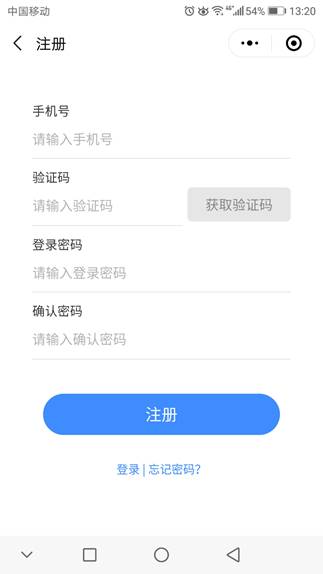 中国移动 4G 54% 13:20
注册
手机号
请输入手机号
验证码
请输入验证码 获取验证码
登录密码
请输入登录密码
确认密码
请输入确认密码
注册
登录 | 忘记密码?